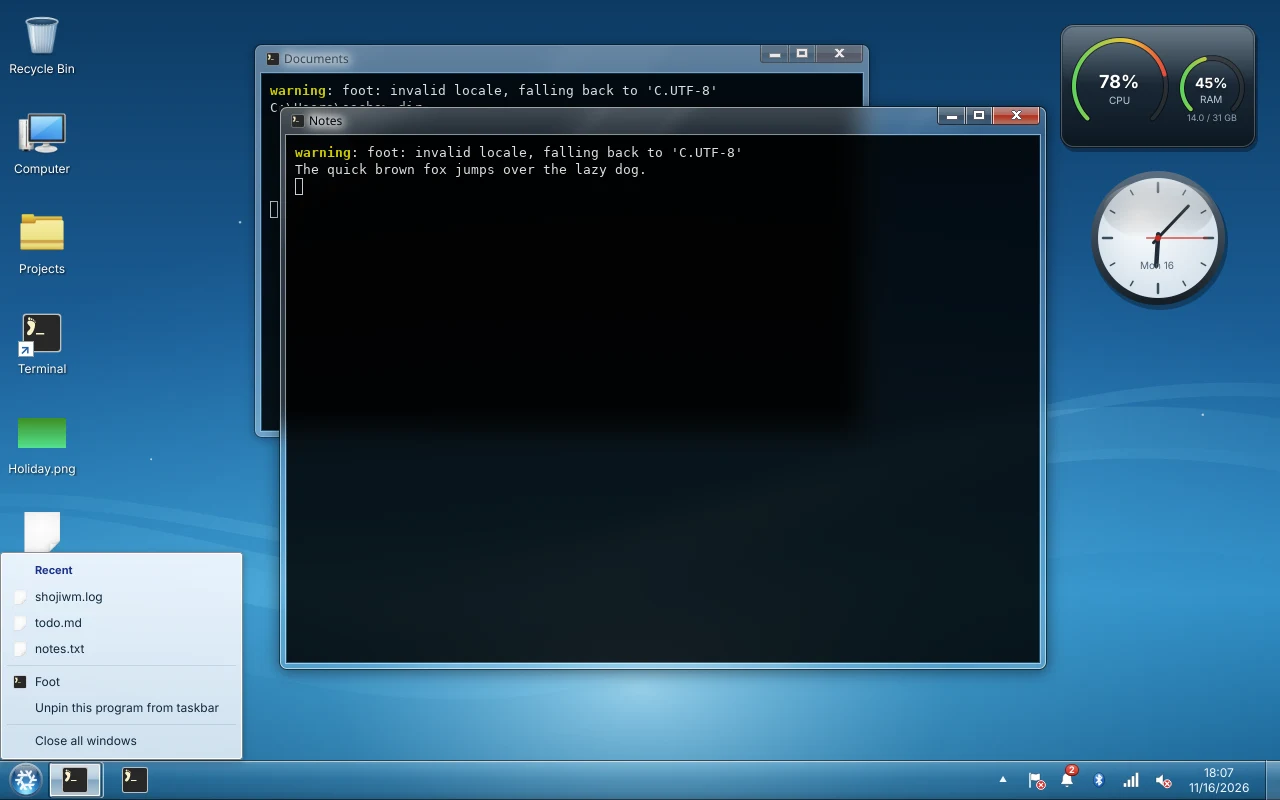 Recycle Bin
Computer
Projects
Terminal
Holiday.png
Documents
warning: foot: invalid locale, falling back to 'C.UTF-8'
Notes
warning: foot: invalid locale, falling back to 'C.UTF-8'
The quick brown fox jumps over the lazy dog.
78%
CPU
45%
RAM
14.0 / 31 GB
Mon 16
Recent
shojiwm.log
todo.md
notes.txt
Foot
Unpin this program from taskbar
Close all windows
2
18:07
11/16/2026